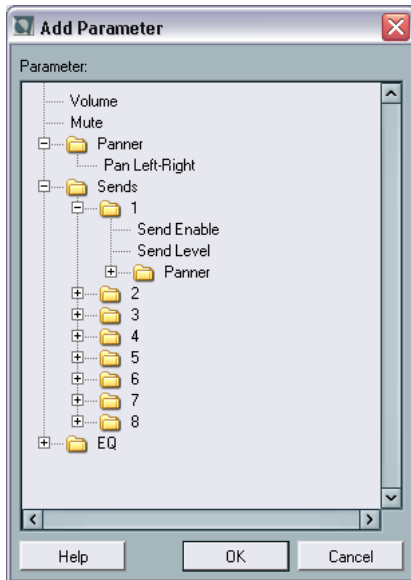 Add Parameter
Parameter:
Volume
Mute
Panner
Pan Left-Right
Sends
1
Send Enable
Send Level
Panner
2
3
4
5
6
7
8
EQ
Help OK Cancel